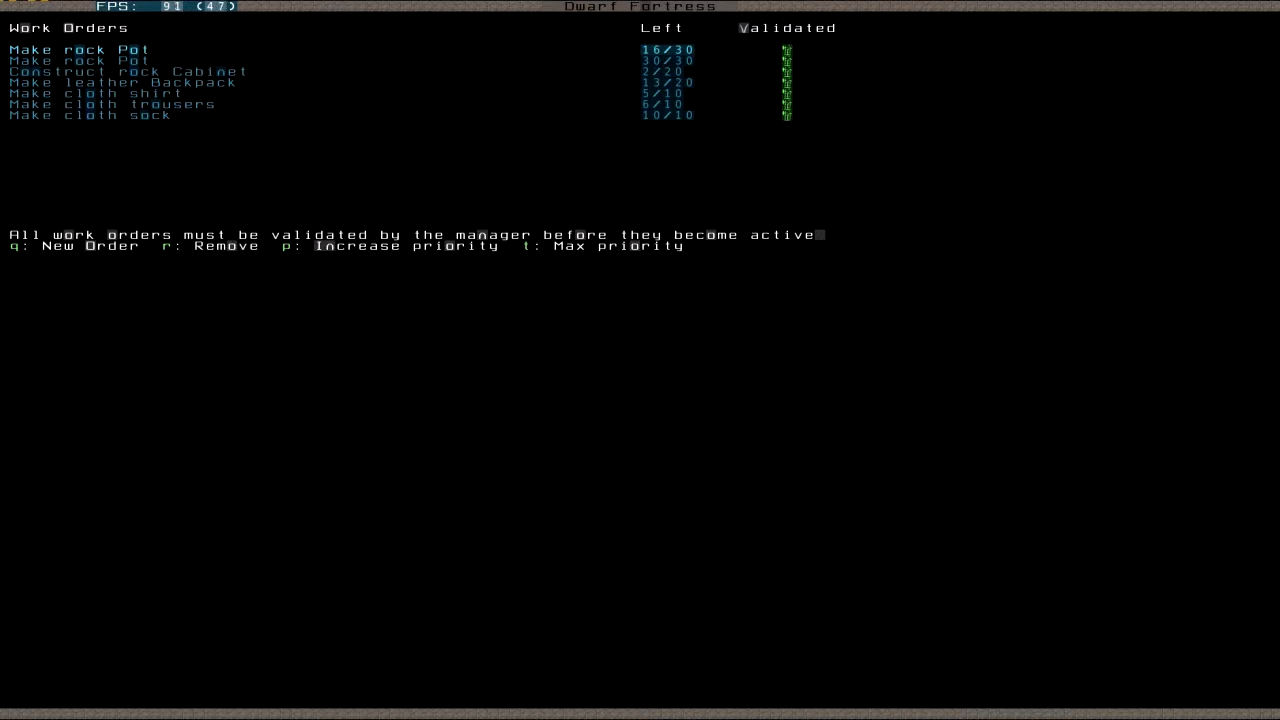 FPS: 91 (47) Dwarf Fortress
Work Orders Left Validated
Make rock Pot 16/30
Make rock Pot 30/30
Construct rock Cabinet 2/20
Make leather Backpack 13/20
Make cloth shirt 5/10
Make cloth trousers 6/10
Make cloth sock 10/10
All work orders must be validated by the manager before they become active
q: New Order r: Remove p: Increase priority t: Max priority